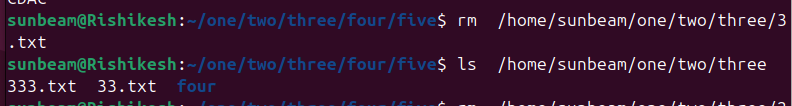 CDAC
sunbeam@Rishikesh:~/one/two/three/four/five$ rm  /home/sunbeam/one/two/three/3
.txt
sunbeam@Rishikesh:~/one/two/three/four/five$ ls  /home/sunbeam/one/two/three
333.txt  33.txt  four